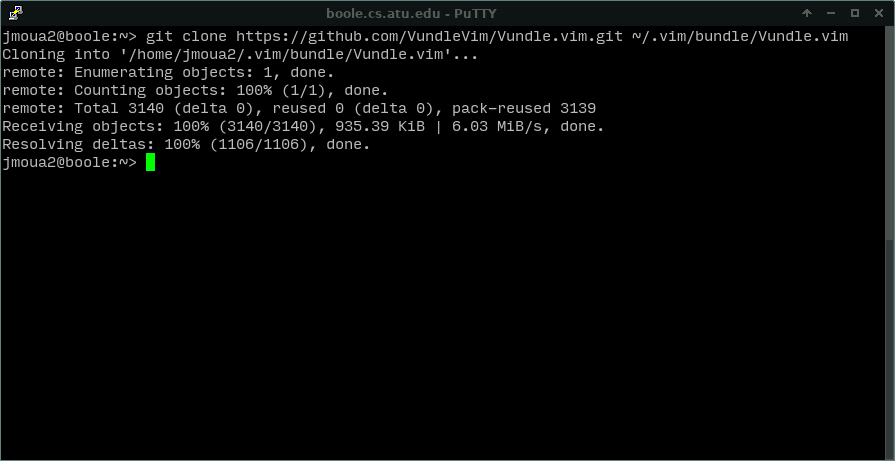 boole.cs.atu.edu - PuTTY
jmoua2@boole:~> git clone https://github.com/VundleVim/Vundle.vim.git ~/.vim/bundle/Vundle.vim
Cloning into '/home/jmoua2/.vim/bundle/Vundle.vim'...
remote: Enumerating objects: 1, done.
remote: Counting objects: 100% (1/1), done.
remote: Total 3140 (delta 0), reused 0 (delta 0), pack-reused 3139
Receiving objects: 100% (3140/3140), 935.39 KiB | 6.03 MiB/s, done.
Resolving deltas: 100% (1106/1106), done.
jmoua2@boole:~>